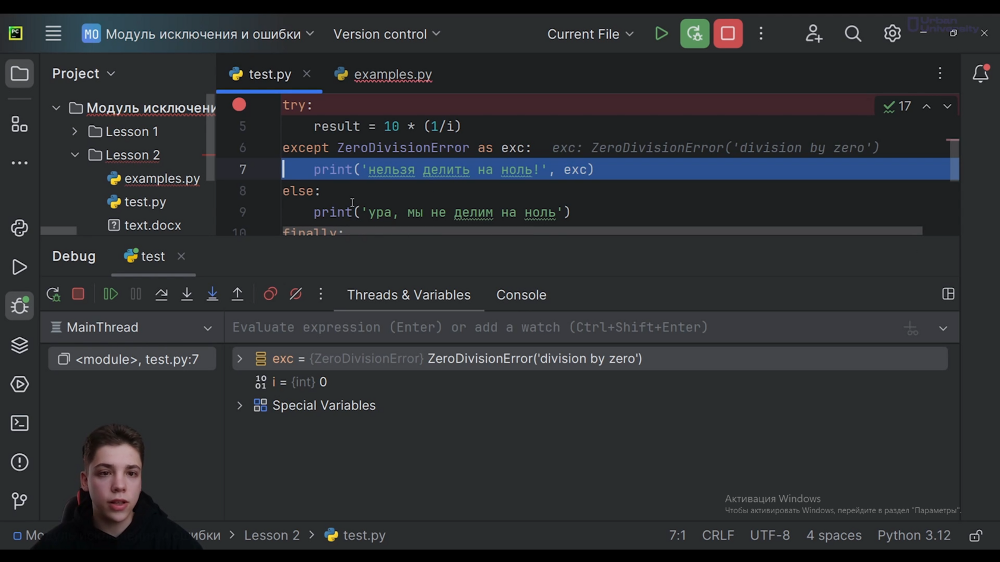 PC
MO Модуль исключения и ошибки Version control Current File
Urban University
Project test.py examples.py
Модуль исключени
Lesson 1
Lesson 2
examples.py
test.py
text.docx
try:
17
5 result = 10 * (1/i)
6 except ZeroDivisionError as exc: exc: ZeroDivisionError('division by zero')
7 print('нельзя делить на ноль!', exc)
8 else:
9 print('ура, мы не делим на ноль')
10 finally:
Debug test
Threads & Variables Console
MainThread Evaluate expression (Enter) or add a watch (Ctrl+Shift+Enter)
<module>, test.py:7 exc = {ZeroDivisionError} ZeroDivisionError('division by zero')
10 01 i = {int} 0
Special Variables
Активация Windows
Чтобы активировать Windows, перейдите в раздел "Параметры".
Lesson 2 test.py 7:1 CRLF UTF-8 4 spaces Python 3.12